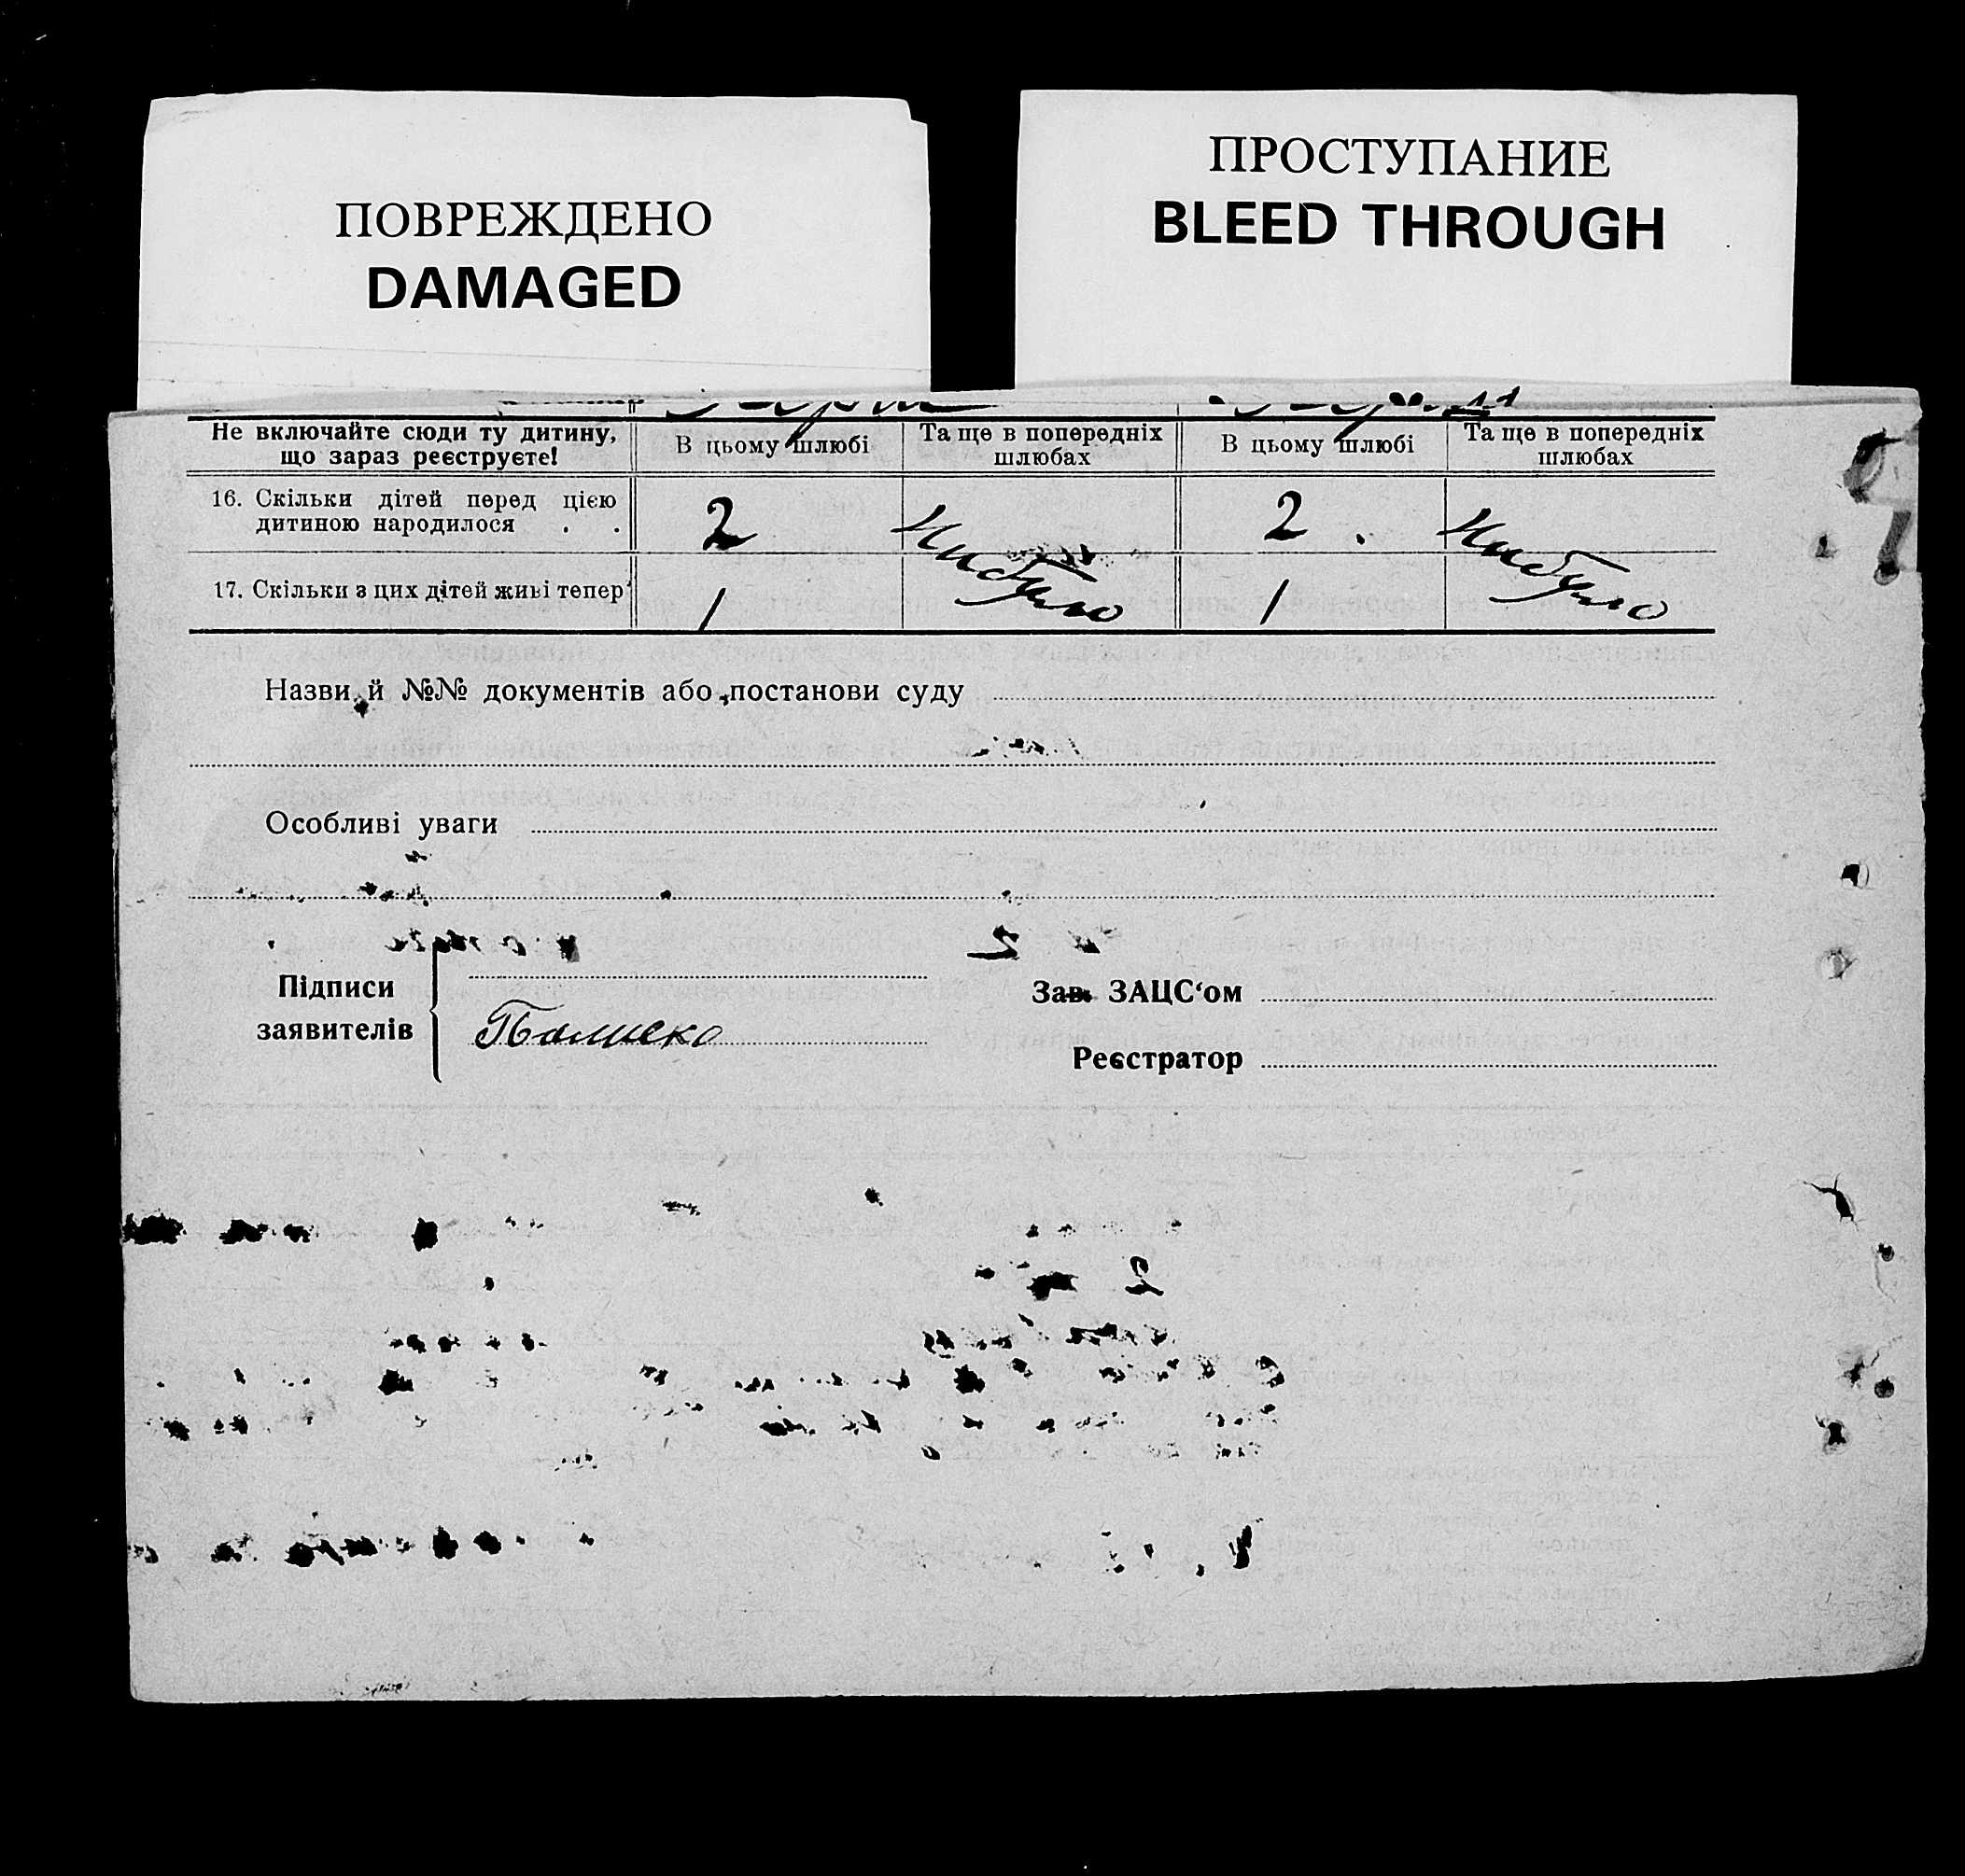 ПОВРЕЖДЕНО
DAMAGED
ПРОСТУПАНИЕ
BLEED THROUGH
Не включайте сюди ту дитину,
що зараз реєструєте!
В цьому шлюбі
Та ще в попередніх
шлюбах
В цьому шлюбі
Та ще в попередніх
шлюбах
16. Скільки дітей перед цією
дитиною народилося . .
2
2
17. Скільки з цих дітей живі тепер
1
1
Нибуло
Нибуло
Назви й №№ документів або постанови суду
Особливі уваги
Підписи
заявителів
Зав. ЗАЦС‘ом
Реєстратор